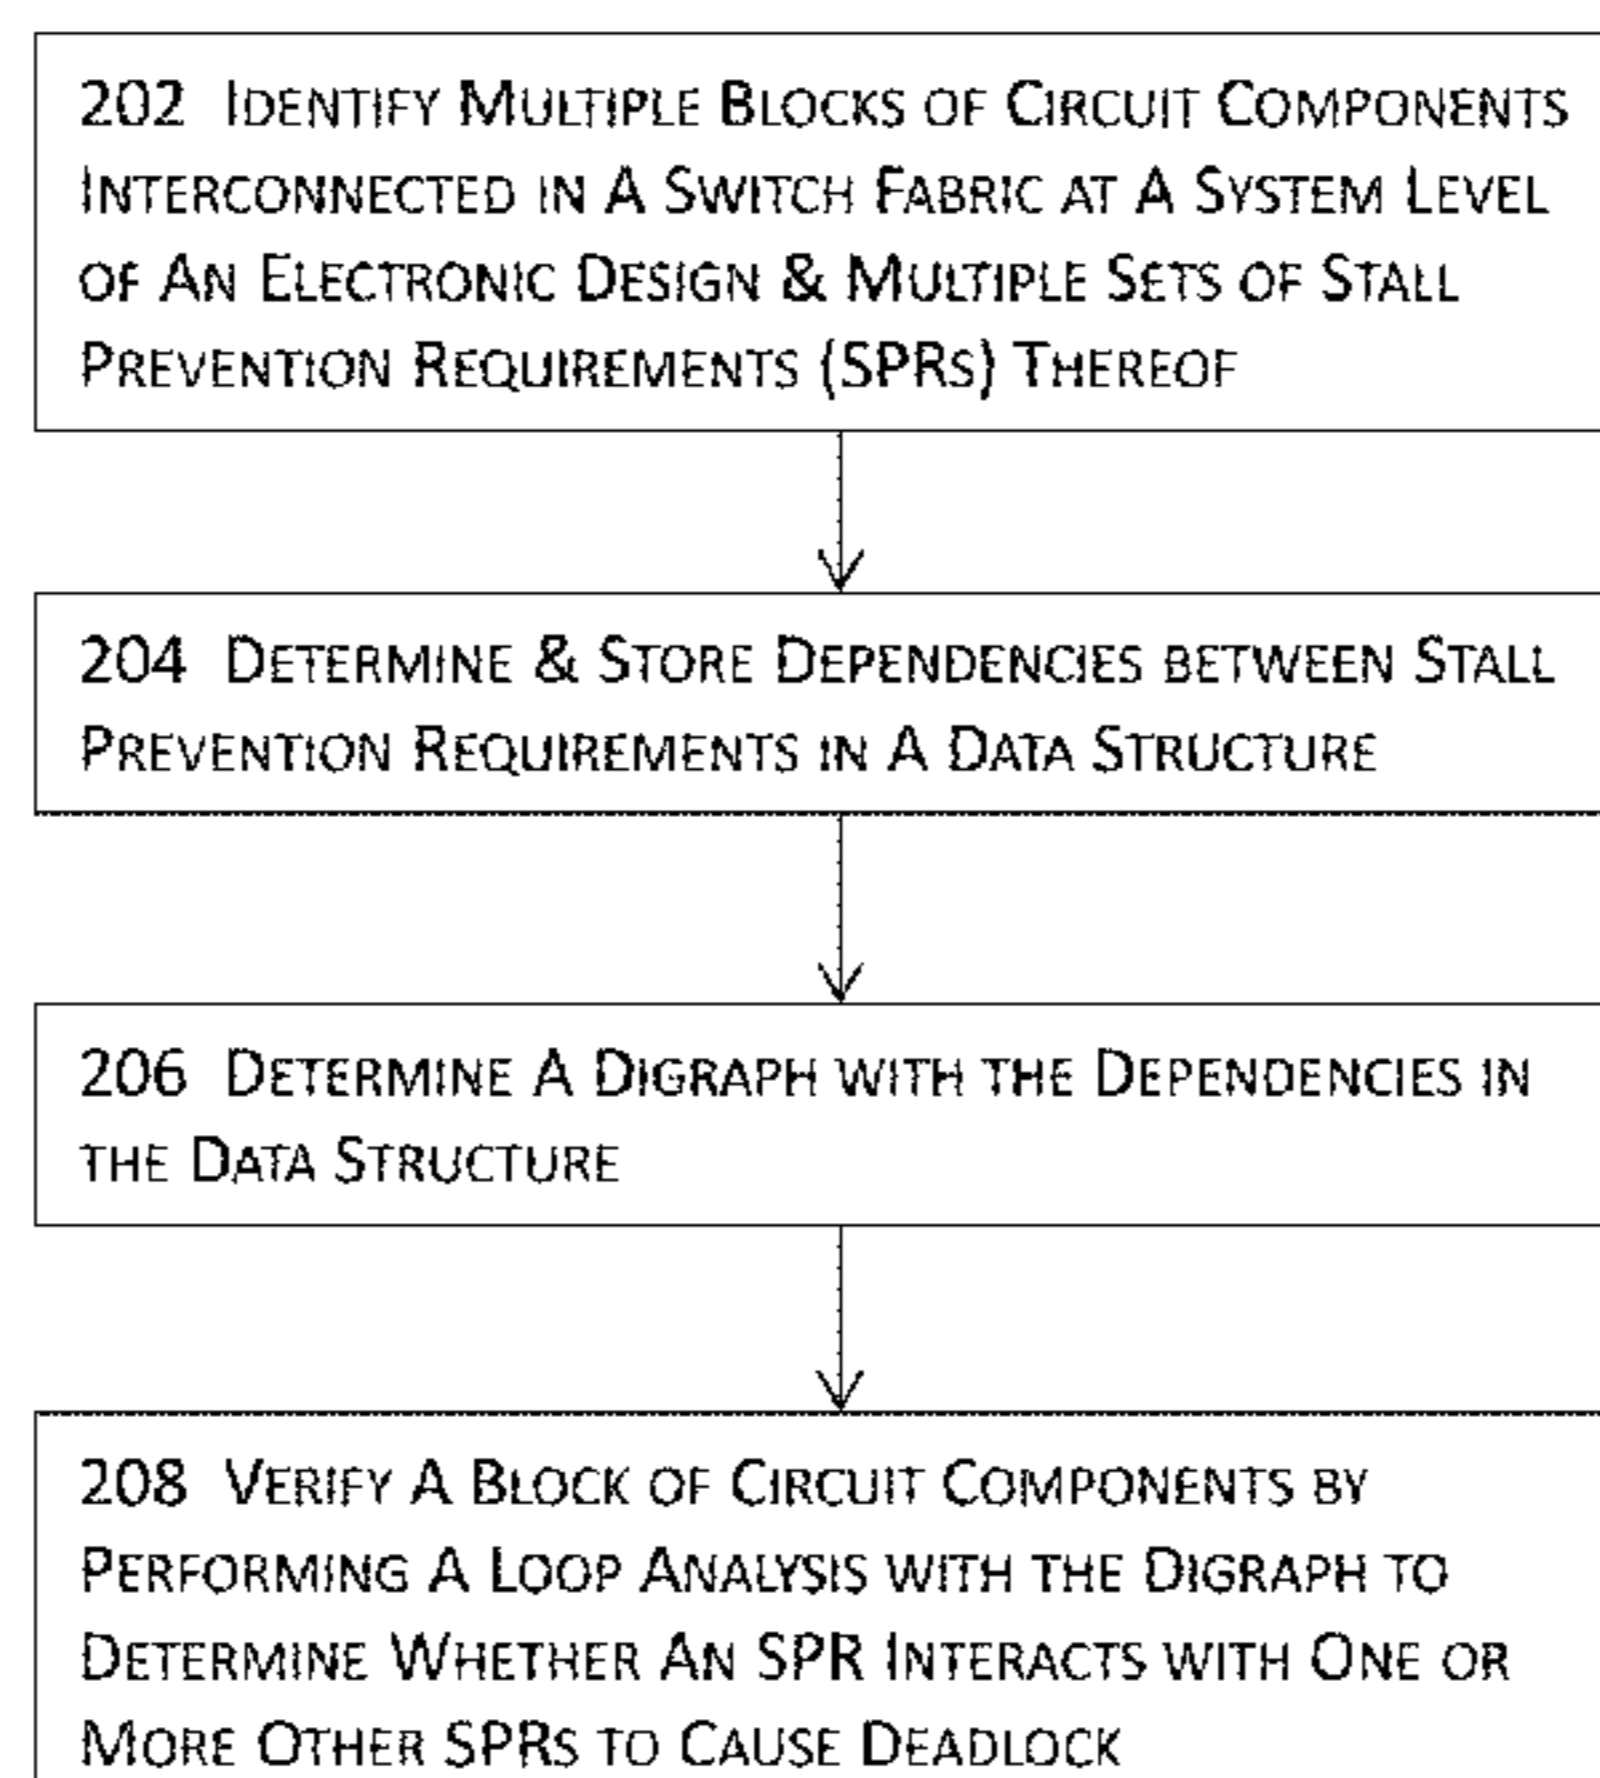 202 Identify Multiple Blocks of Circuit Components
Interconnected in A Switch Fabric at A System Level
of An Electronic Design & Multiple Sets of Stall
Prevention Requirements (SPRs) Thereof
204 Determine & Store Dependencies between Stall
Prevention Requirements in A Data Structure
206 Determine A Digraph with the Dependencies in
the Data Structure
208 Verify A Block of Circuit Components by
Performing A Loop Analysis with the Digraph to
Determine Whether An SPR Interacts with One or
More Other SPRs to Cause Deadlock